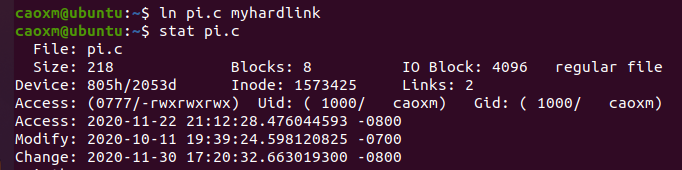 caoxm@ubuntu:~$ ln pi.c myhardlink
caoxm@ubuntu:~$ stat pi.c
  File: pi.c
  Size: 218             Blocks: 8          IO Block: 4096   regular file
Device: 805h/2053d      Inode: 1573425     Links: 2
Access: (0777/-rwxrwxrwx)  Uid: ( 1000/   caoxm)   Gid: ( 1000/   caoxm)
Access: 2020-11-22 21:12:28.476044593 -0800
Modify: 2020-10-11 19:39:24.598120825 -0700
Change: 2020-11-30 17:20:32.663019300 -0800